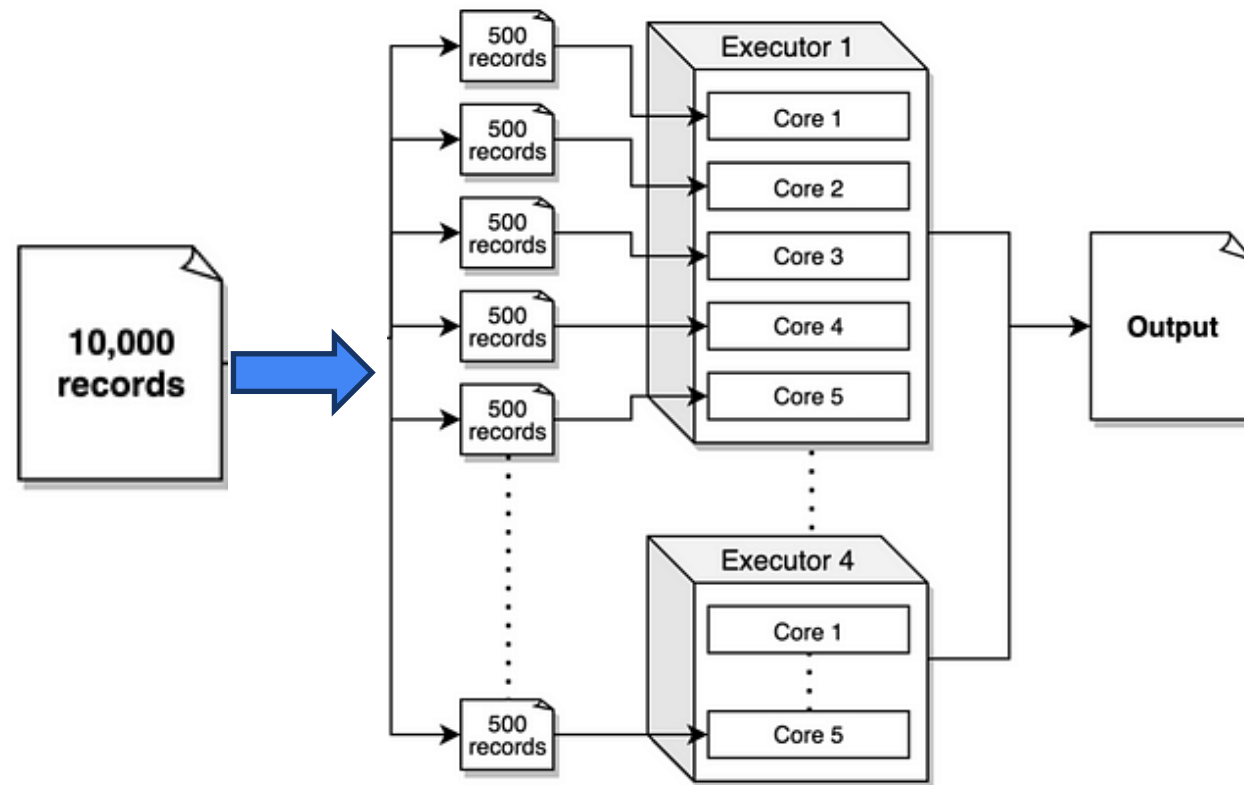 10,000
records
500
records
500
records
500
records
500
records
500
records
500
records
Executor 1
Core 1
Core 2
Core 3
Core 4
Core 5
Executor 4
Core 1
Core 5
Output